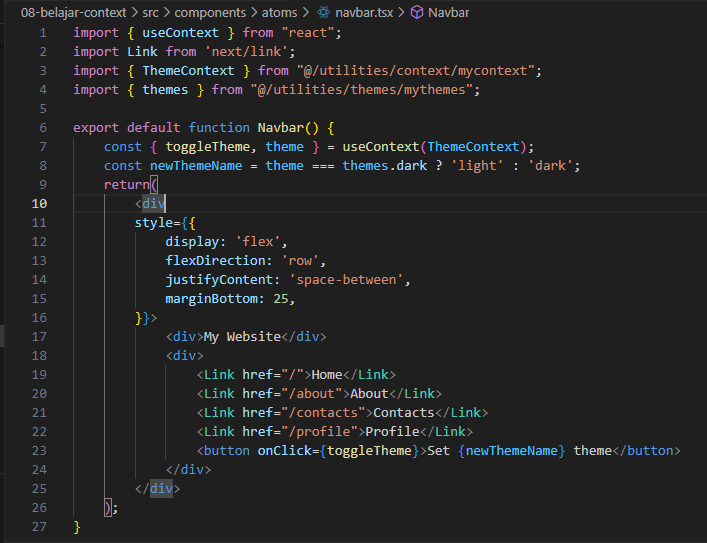 08-belajar-context > src > components > atoms > navbar.tsx > Navbar
1 import { useContext } from "react";
2 import Link from 'next/link';
3 import { ThemeContext } from "@/utilities/context/mycontext";
4 import { themes } from "@/utilities/themes/mythemes";
5
6 export default function Navbar() {
7     const { toggleTheme, theme } = useContext(ThemeContext);
8     const newThemeName = theme === themes.dark ? 'light' : 'dark';
9     return(
10         <div
11         style={{
12             display: 'flex',
13             flexDirection: 'row',
14             justifyContent: 'space-between',
15             marginBottom: 25,
16         }}>
17             <div>My Website</div>
18             <div>
19                 <Link href="/">Home</Link>
20                 <Link href="/about">About</Link>
21                 <Link href="/contacts">Contacts</Link>
22                 <Link href="/profile">Profile</Link>
23                 <button onClick={toggleTheme}>Set {newThemeName} theme</button>
24             </div>
25         </div>
26     );
27 }